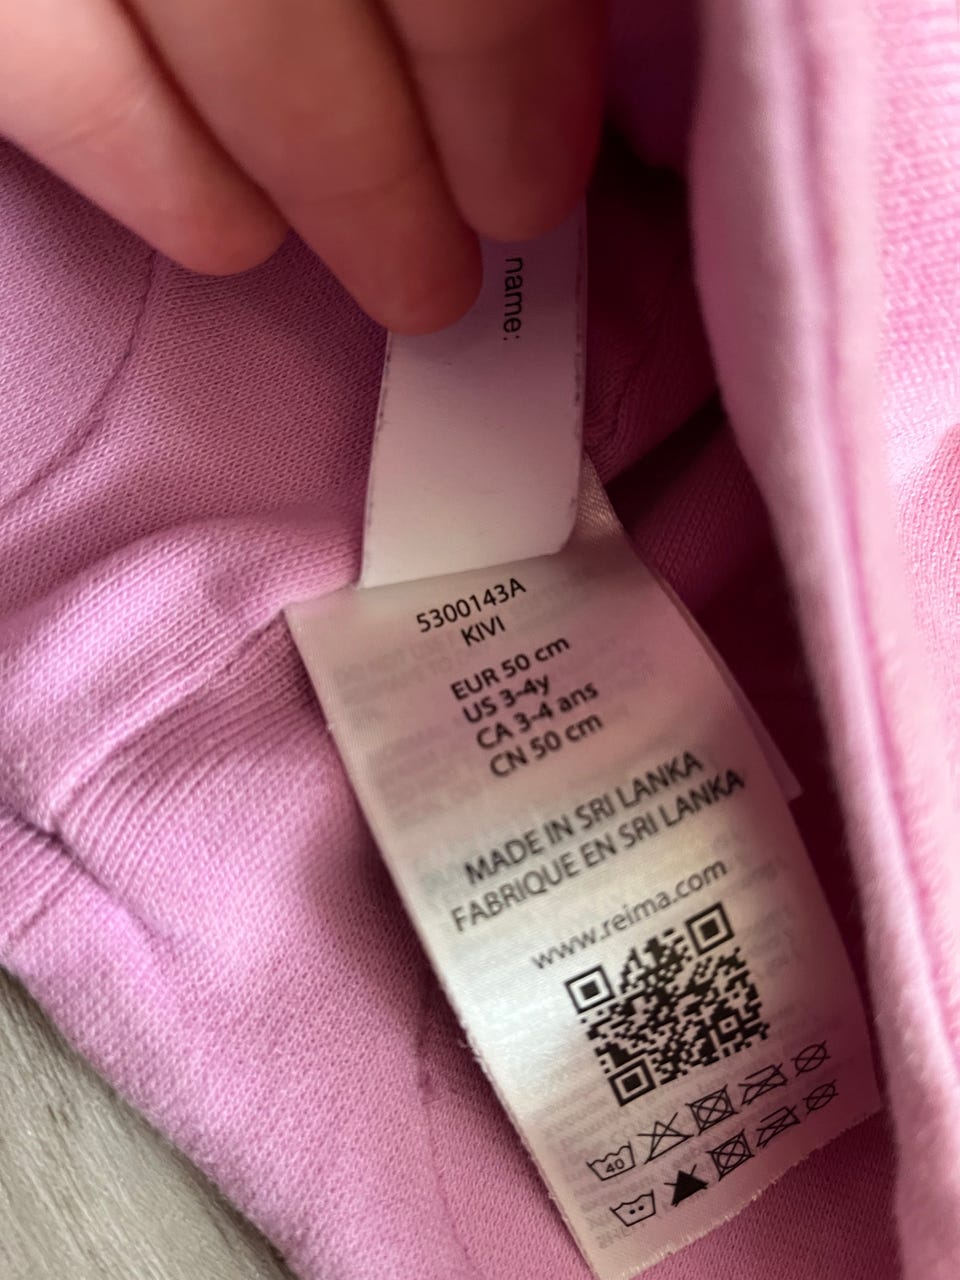 name:
5300143A
KIVI
EUR 50 cm
US 3-4y
CA 3-4 ans
CN 50 cm
MADE IN SRI LANKA
FABRIQUE EN SRI LANKA
www.reima.com
40